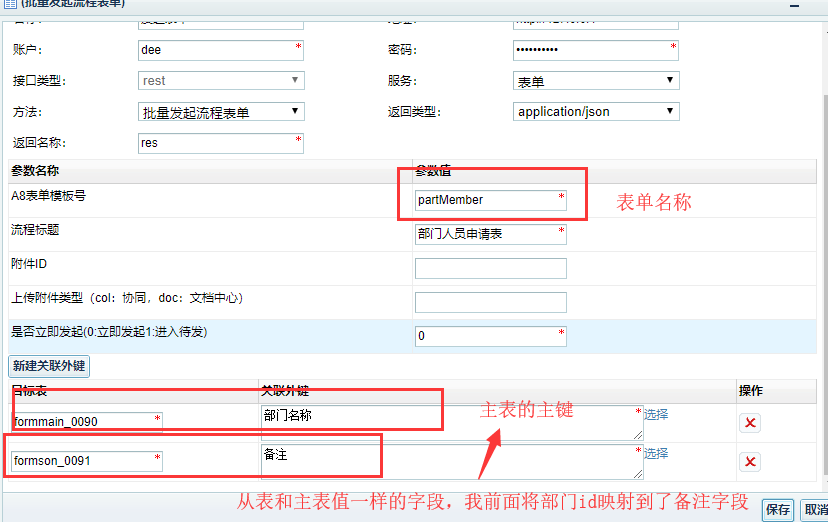 (批量发起流程表单)
账户：
dee
*
密码：
••••••••••
*
接口类型：
rest
服务：
表单
方法：
批量发起流程表单
返回类型：
application/json
返回名称：
res
*
参数名称
参数值
A8表单模板号
partMember
*
表单名称
流程标题
部门人员申请表
*
附件ID
上传附件类型（col：协同，doc：文档中心）
是否立即发起(0:立即发起1:进入待发)
0
*
新建关联外键
目标表
关联外键
操作
formmain_0090
*
部门名称
*
选择
主表的主键
formson_0091
*
备注
*
选择
从表和主表值一样的字段，我前面将部门id映射到了备注字段
保存
取消